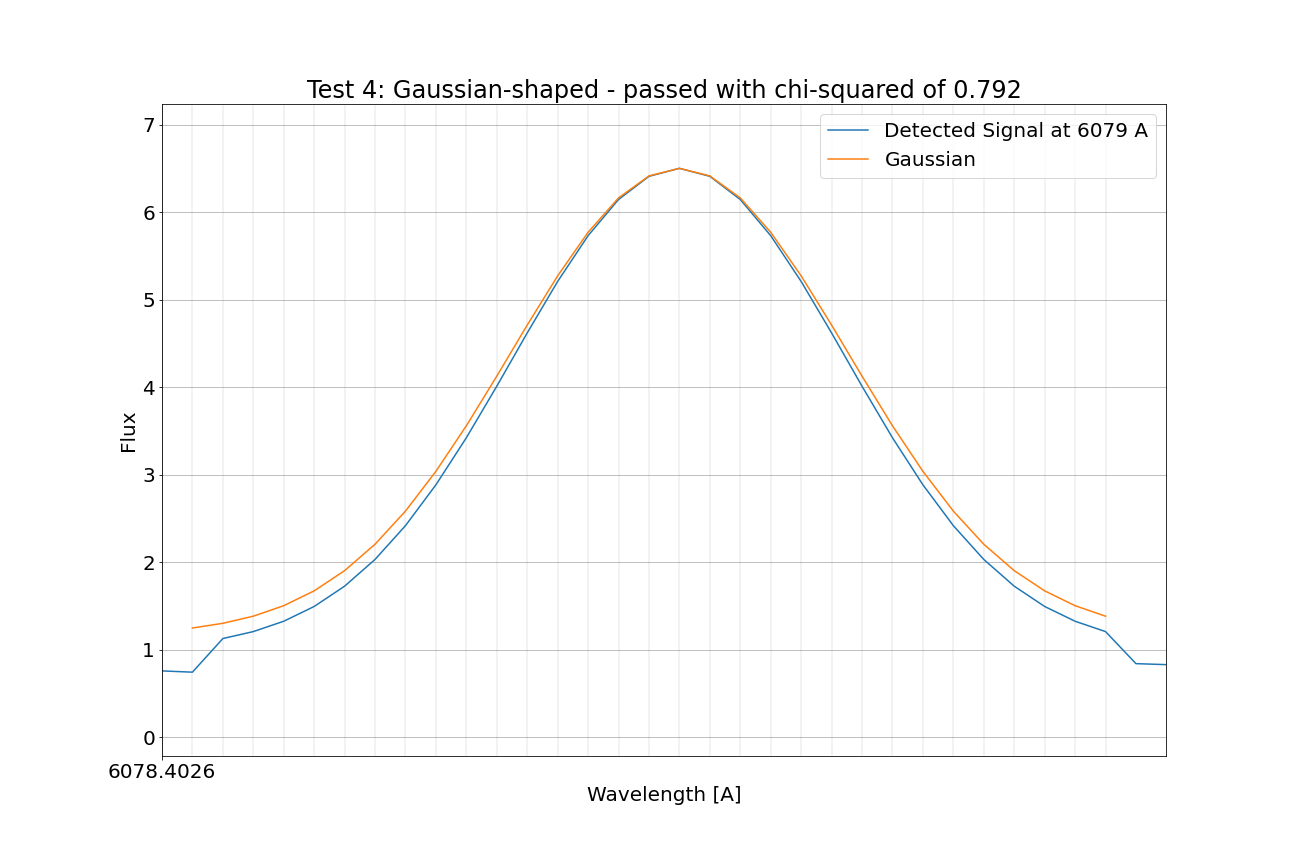 Test 4: Gaussian-shaped - passed with chi-squared of 0.792
Detected Signal at 6079 A
Gaussian
7
6
5
4
3
2
1
0
Flux
6078.4026
Wavelength [A]